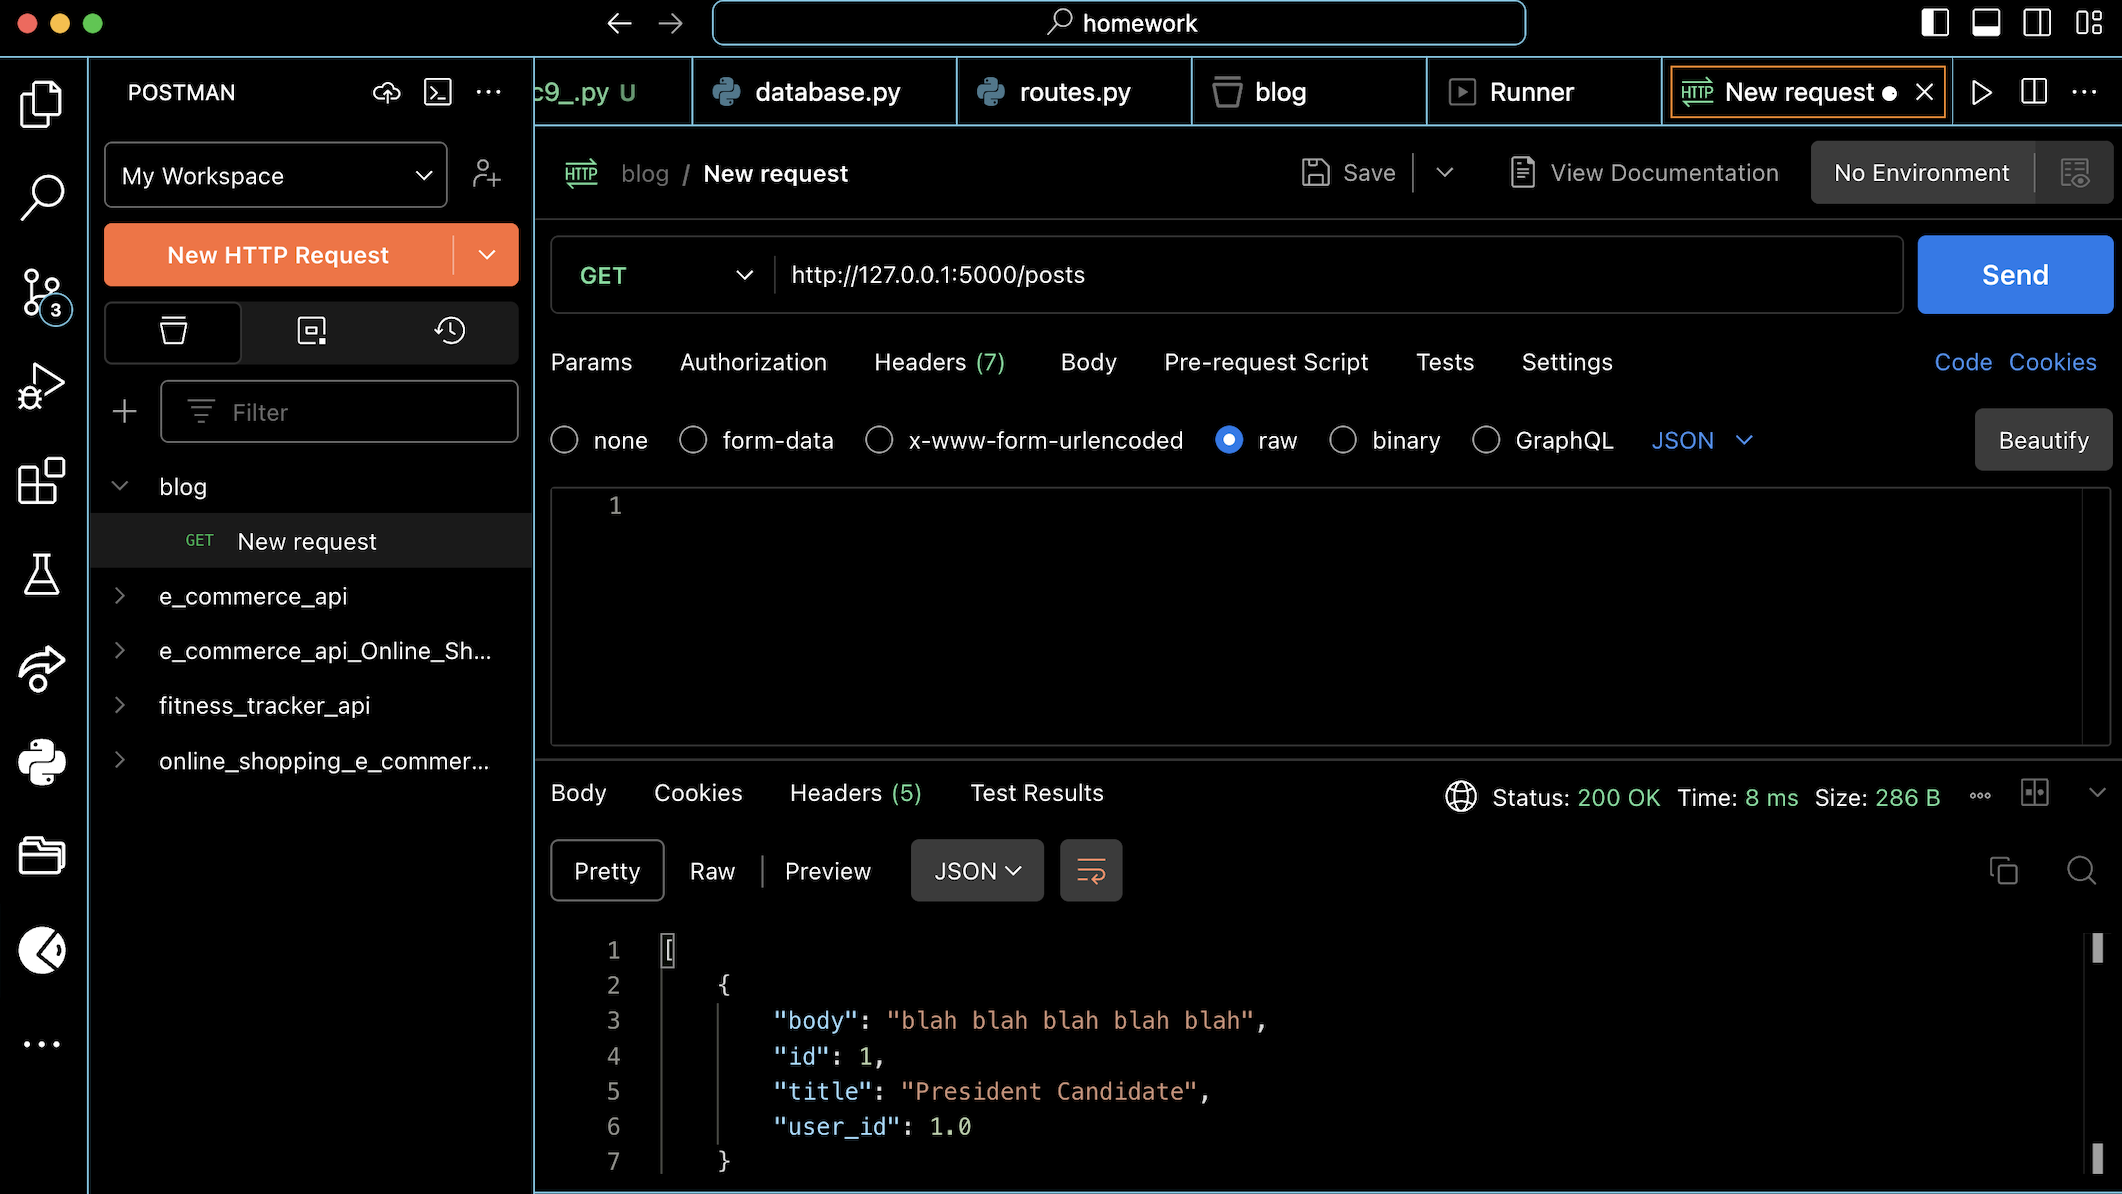 homework
POSTMAN
c9_.py U
database.py
routes.py
blog
Runner
HTTP New request
My Workspace
HTTP blog / New request
Save
View Documentation
No Environment
New HTTP Request
GET
http://127.0.0.1:5000/posts
Send
3
Params Authorization Headers (7) Body Pre-request Script Tests Settings
Code Cookies
Filter
none form-data x-www-form-urlencoded raw binary GraphQL JSON
Beautify
blog
GET New request
e_commerce_api
e_commerce_api_Online_Sh...
fitness_tracker_api
online_shopping_e_commer...
1
Body Cookies Headers (5) Test Results
Status: 200 OK Time: 8 ms Size: 286 B
Pretty Raw Preview JSON
1 [
2 {
3 "body": "blah blah blah blah blah",
4 "id": 1,
5 "title": "President Candidate",
6 "user_id": 1.0
7 }